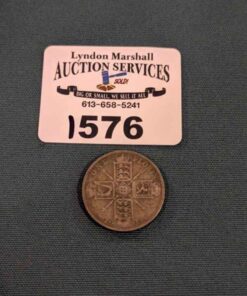 Lyndon Marshall
AUCTION SERVICES
SOLD!
BIG OR SMALL, WE SELL IT ALL
613-658-5241
1576